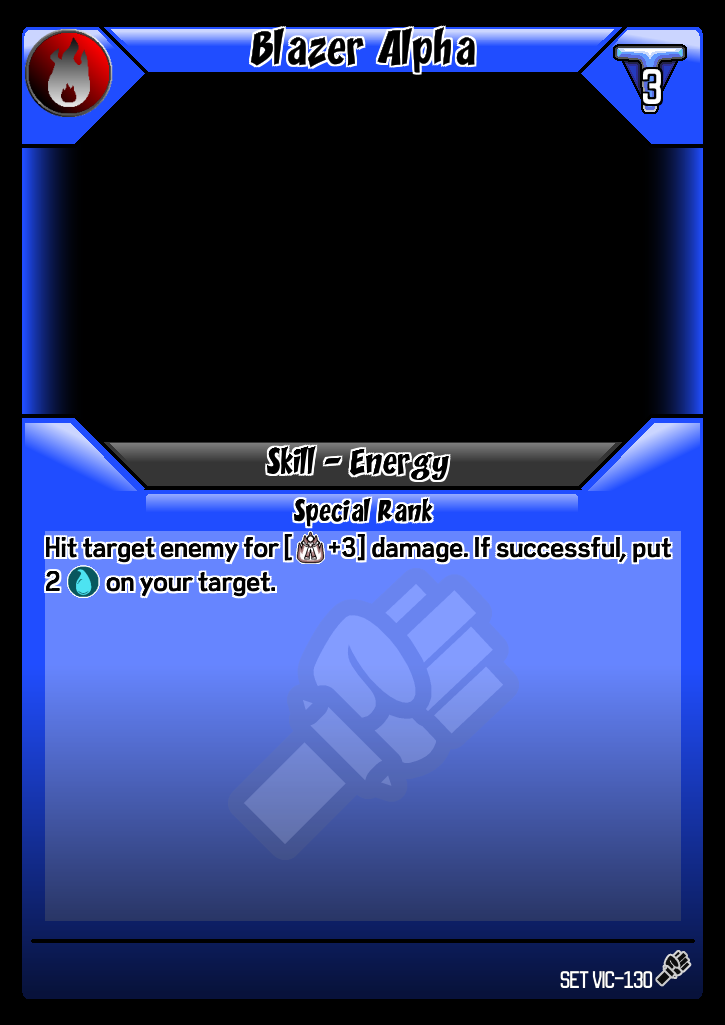 Blazer Alpha
3
Skill - Energy
Special Rank
Hit target enemy for [ +3] damage. If successful, put
2 on your target.
SET VIC-130